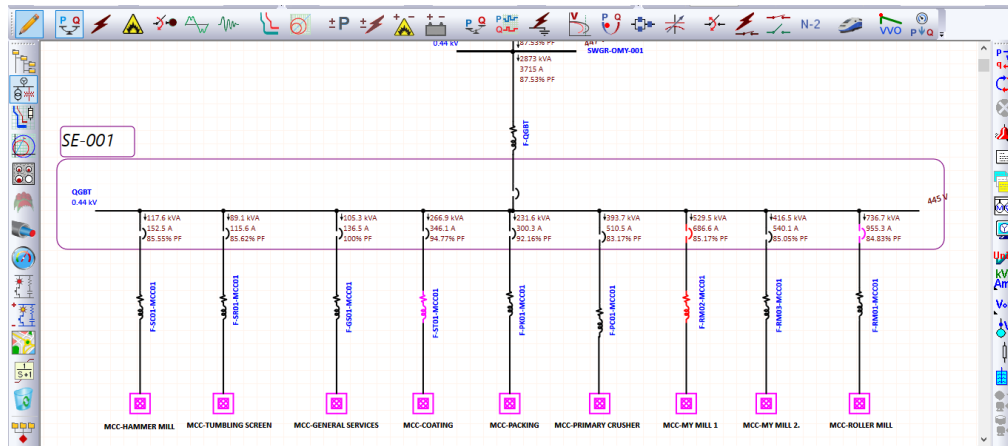 P Q
± P
P Q
P Q
V
P Q
N-2
VVO
P Q
0.44 kV
87.53% PF
SWGR-OMY-001
2873 kVA
3715 A
87.53% PF
F-QGBT
SE-001
QGBT
0.44 kV
445 V
117.6 kVA
152.5 A
85.55% PF
89.1 kVA
115.6 A
85.62% PF
105.3 kVA
136.5 A
100% PF
266.9 kVA
346.1 A
94.77% PF
231.6 kVA
300.3 A
92.16% PF
393.7 kVA
510.5 A
83.17% PF
529.5 kVA
686.6 A
85.17% PF
416.5 kVA
540.1 A
85.05% PF
736.7 kVA
955.3 A
84.83% PF
F-SC01-MCC01
F-SR01-MCC01
F-GS01-MCC01
F-ST01-MCC01
F-PK01-MCC01
F-PC01-MCC01
F-RM02-MCC01
F-RM03-MCC01
F-RM01-MCC01
MCC-HAMMER MILL
MCC-TUMBLING SCREEN
MCC-GENERAL SERVICES
MCC-COATING
MCC-PACKING
MCC-PRIMARY CRUSHER
MCC-MY MILL 1
MCC-MY MILL 2.
MCC-ROLLER MILL